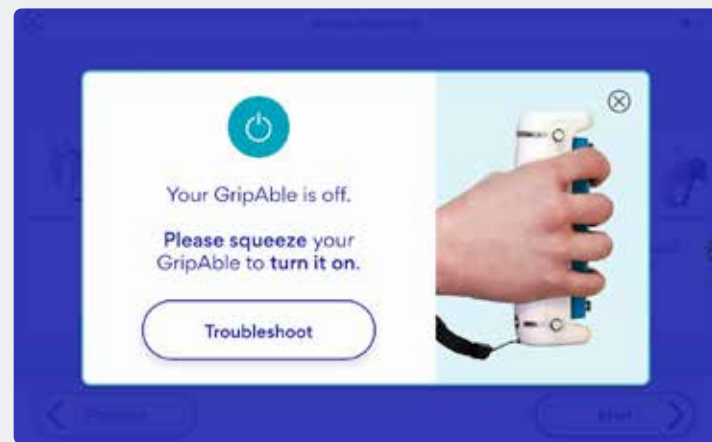 Your GripAble is off.
Please squeeze your
GripAble to turn it on.
Troubleshoot